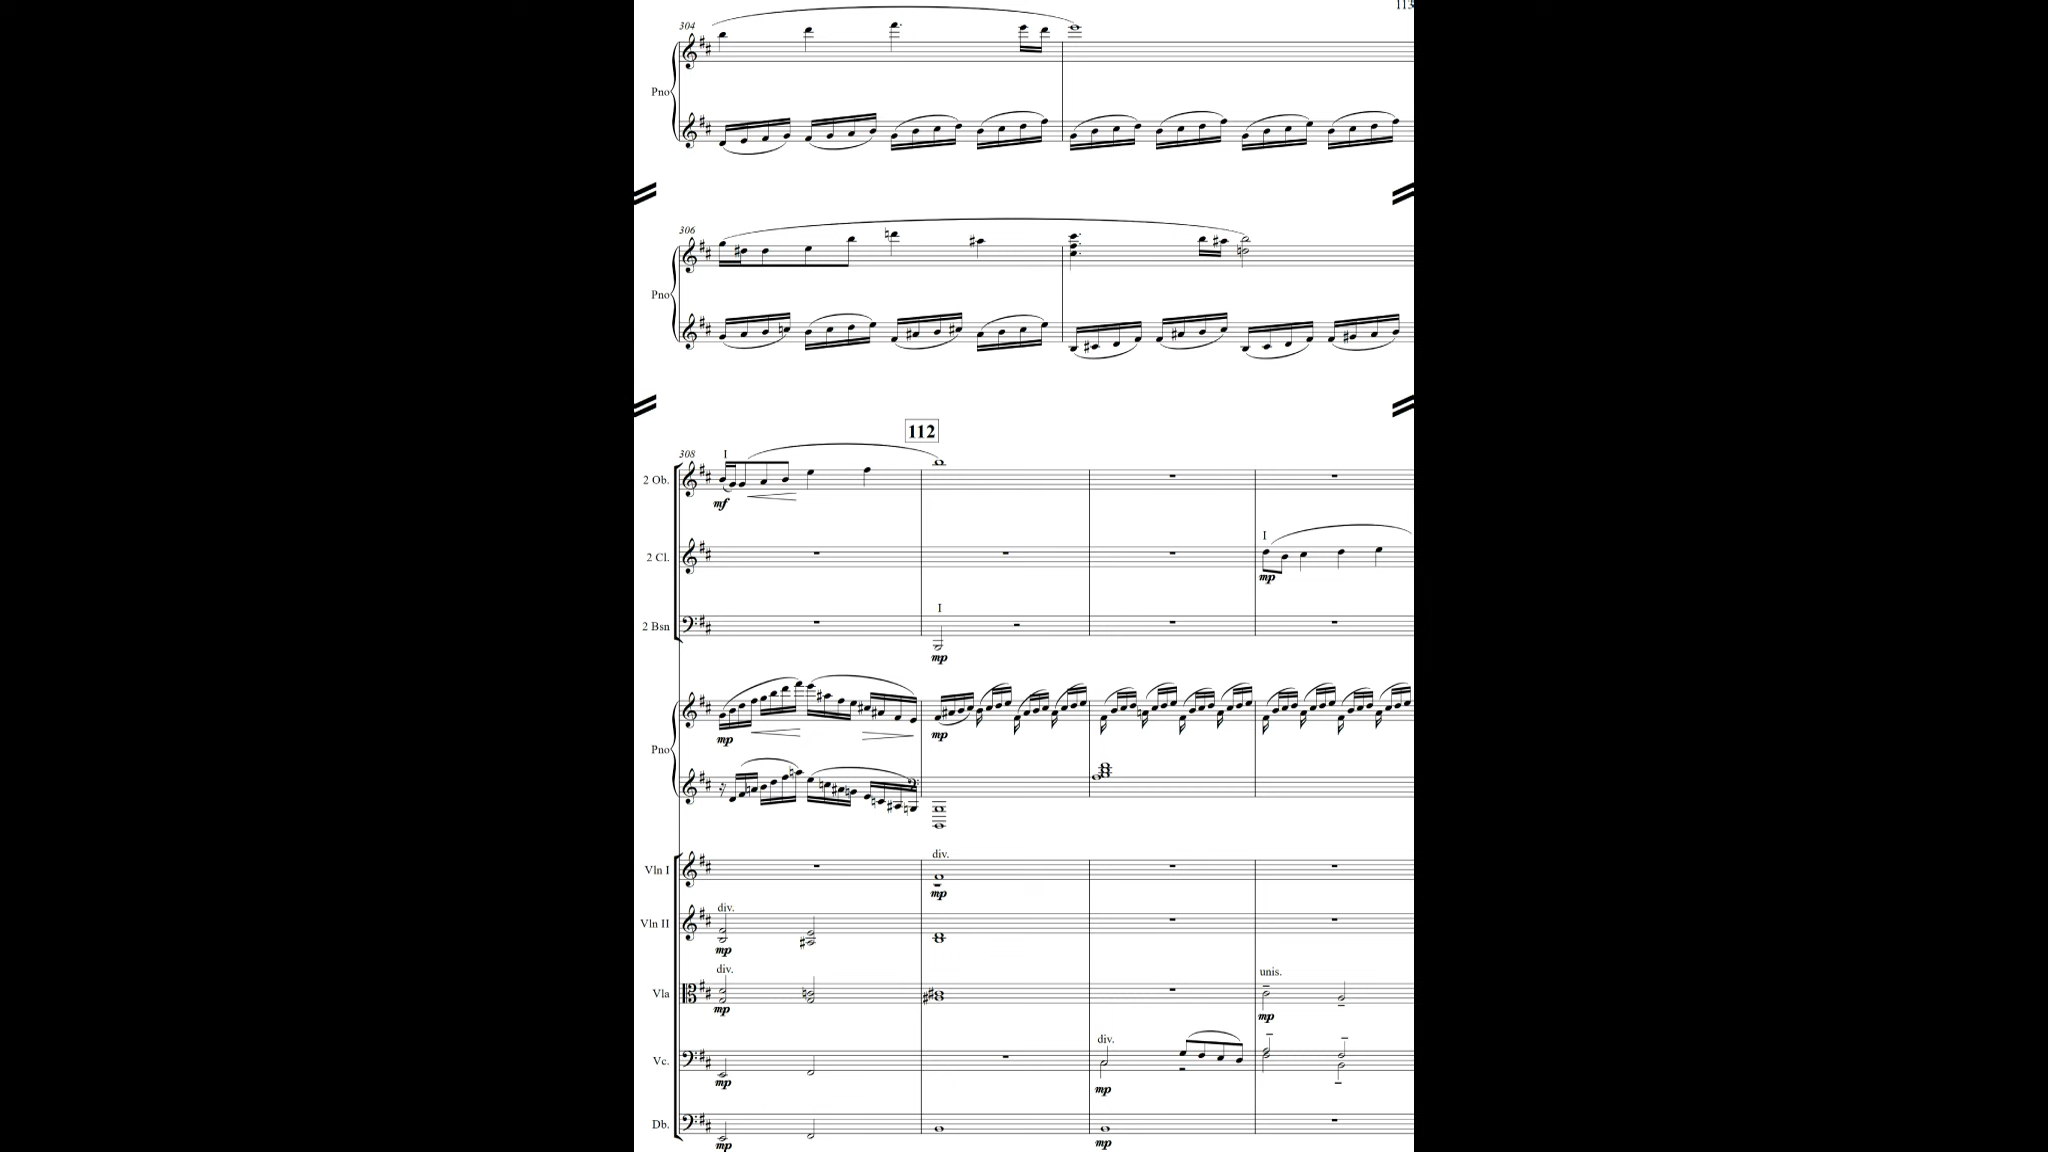 113
304
Pno
306
Pno
112
308
I
2 Ob.
mf
I
2 Cl.
mp
I
2 Bsn
mp
Pno
mp
mp
div.
Vln I
mp
div.
Vln II
mp
div.
unis.
Vla
mp
mp
div.
Vc.
mp
mp
Db.
mp
mp